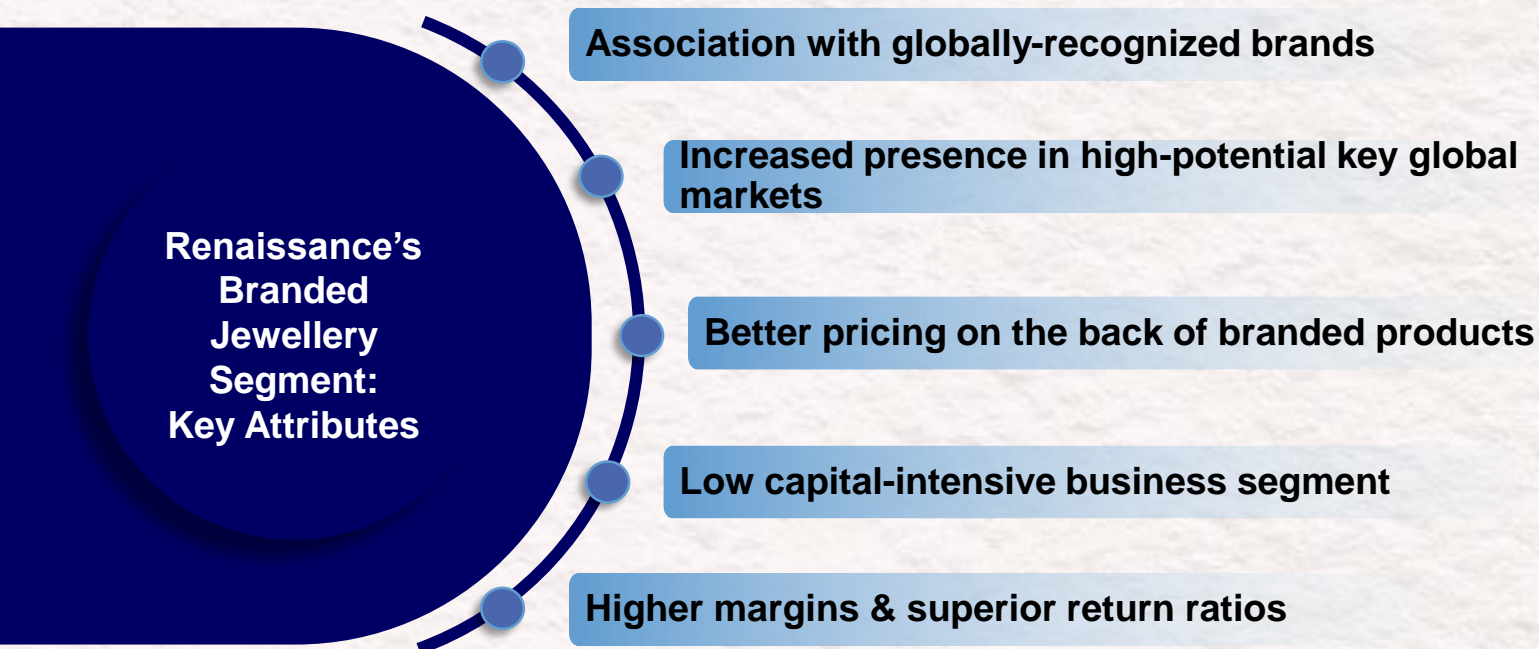 Renaissance’s
Branded
Jewellery
Segment:
Key Attributes
Association with globally-recognized brands
Increased presence in high-potential key global
markets
Better pricing on the back of branded products
Low capital-intensive business segment
Higher margins & superior return ratios